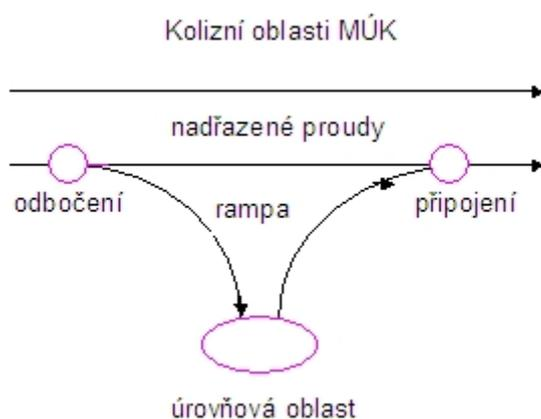 Kolizní oblasti MÚK
nadřazené proudy
odbočení
rampa
připojení
úrovňová oblast